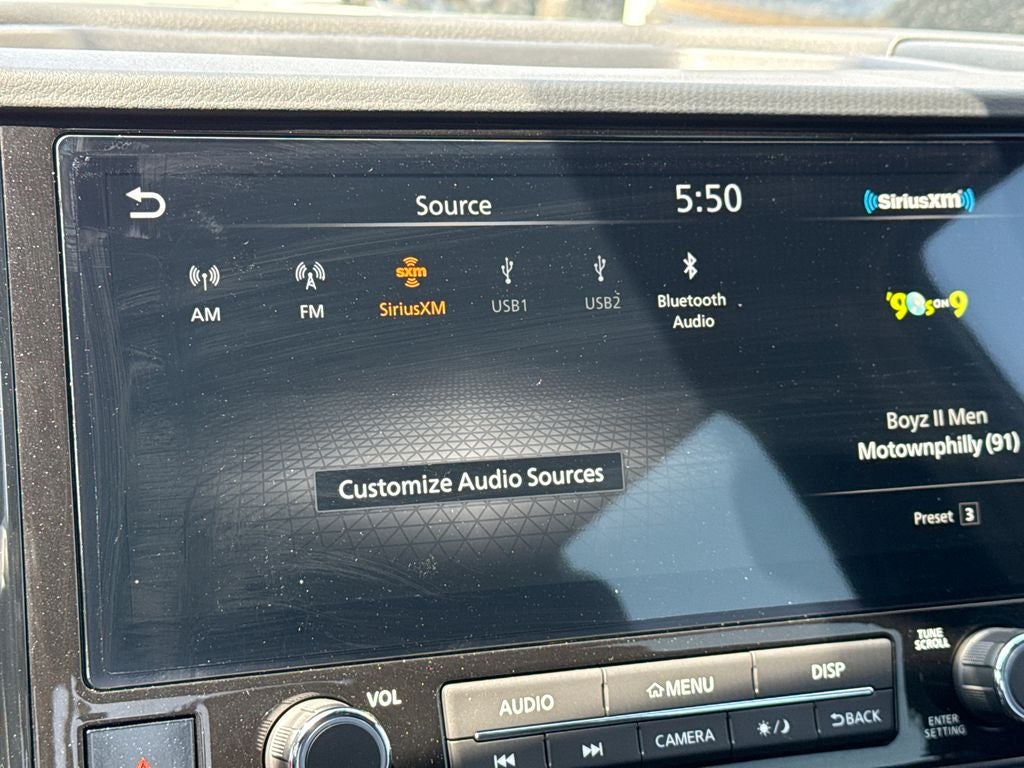 Source
5:50
SiriusXM
AM
FM
sxm
SiriusXM
USB1
USB2
Bluetooth
Audio
'90s ON 9
Boyz II Men
Motownphilly (91)
Customize Audio Sources
Preset 3
VOL
AUDIO
MENU
DISP
TUNE
SCROLL
CAMERA
BACK
ENTER
SETTING